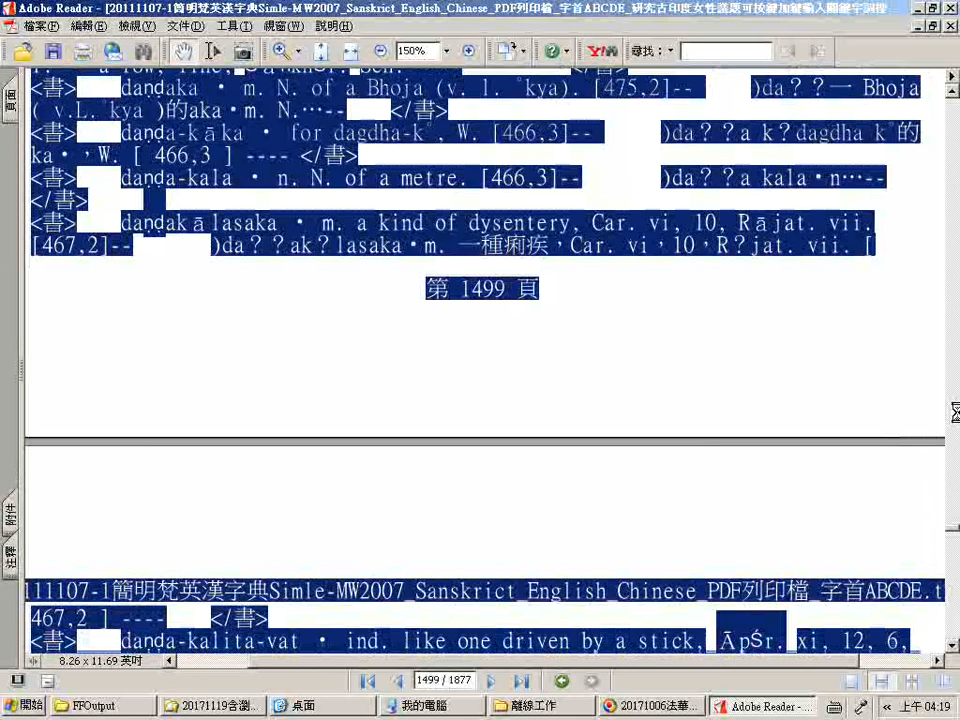 Adobe Reader - [20111107-1簡明梵英漢字典Simle-MW2007_Sanskrict_English_Chinese_PDF列印檔_字首ABCDE_研究古印度女性議題可按鍵加鍵輸入關鍵字詞搜
檔案(F) 編輯(E) 檢視(V) 文件(D) 工具(T) 視窗(W) 說明(H)
150% 尋找:
頁面
<書> daṇḍaka • m. N. of a Bhoja (v. l. °kya). [475,2]-- )da??一 Bhoja
( v.L. °kya )的aka•m. N.…-- </書>
<書> daṇḍa-kāka • for dagdha-k°, W. [466,3]-- )da??a k?dagdha k°的
ka•，W. [ 466,3 ] ---- </書>
<書> daṇḍa-kala • n. N. of a metre. [466,3]-- )da??a kala•n…--
</書>
<書> daṇḍakālasaka • m. a kind of dysentery, Car. vi, 10, Rājat. vii.
[467,2]-- )da??ak?lasaka•m. 一種痢疾，Car. vi，10，R?jat. vii. [
第 1499 頁
附件
注釋
111107-1簡明梵英漢字典Simle-MW2007_Sanskrict_English_Chinese_PDF列印檔_字首ABCDE.t
467,2 ] ---- </書>
<書> daṇḍa-kalita-vat • ind. like one driven by a stick, ĀpŚr. xi, 12, 6,
8.26 x 11.69 英吋
1499 / 1877
開始 FFOutput 20171119含瀏... 桌面 我的電腦 離線工作 20171006法華... Adobe Reader - ... « 上午 04:19